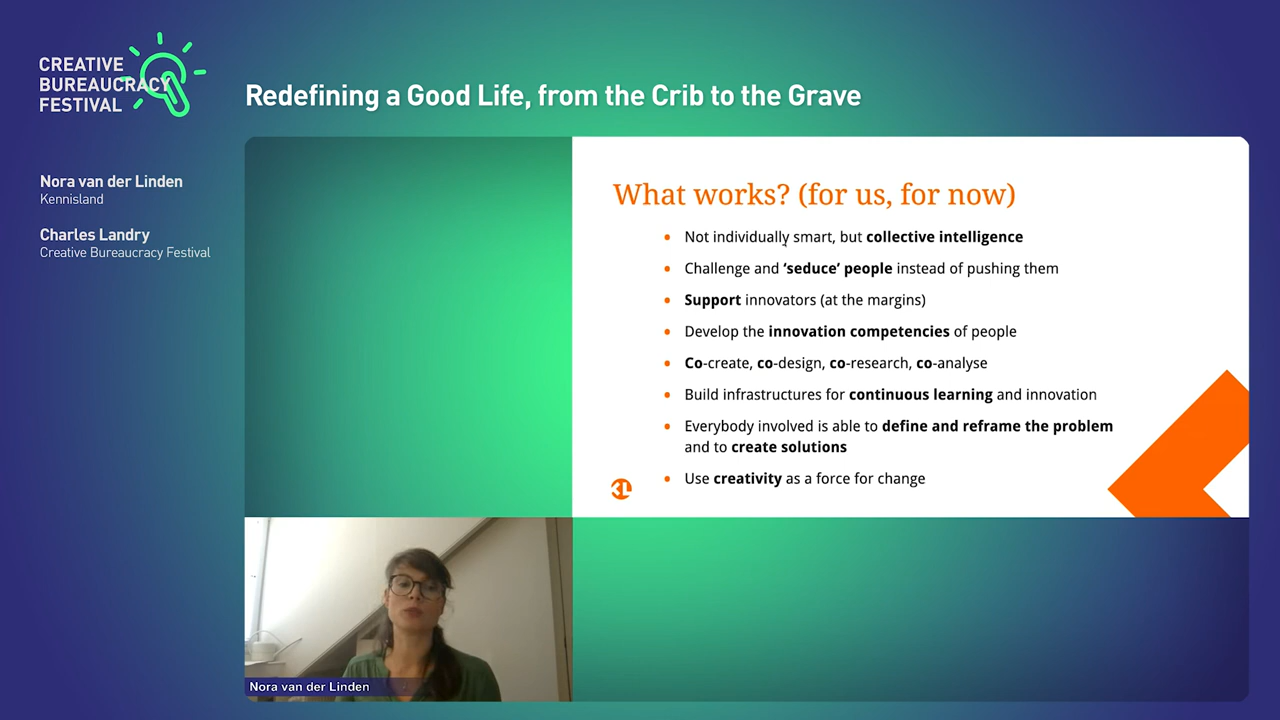 CREATIVE
BUREAUCRACY
FESTIVAL
Redefining a Good Life, from the Crib to the Grave
Nora van der Linden
Kennisland
Charles Landry
Creative Bureaucracy Festival
What works? (for us, for now)
• Not individually smart, but collective intelligence
• Challenge and ‘seduce’ people instead of pushing them
• Support innovators (at the margins)
• Develop the innovation competencies of people
• Co-create, co-design, co-research, co-analyse
• Build infrastructures for continuous learning and innovation
• Everybody involved is able to define and reframe the problem
and to create solutions
• Use creativity as a force for change
KL
Nora van der Linden